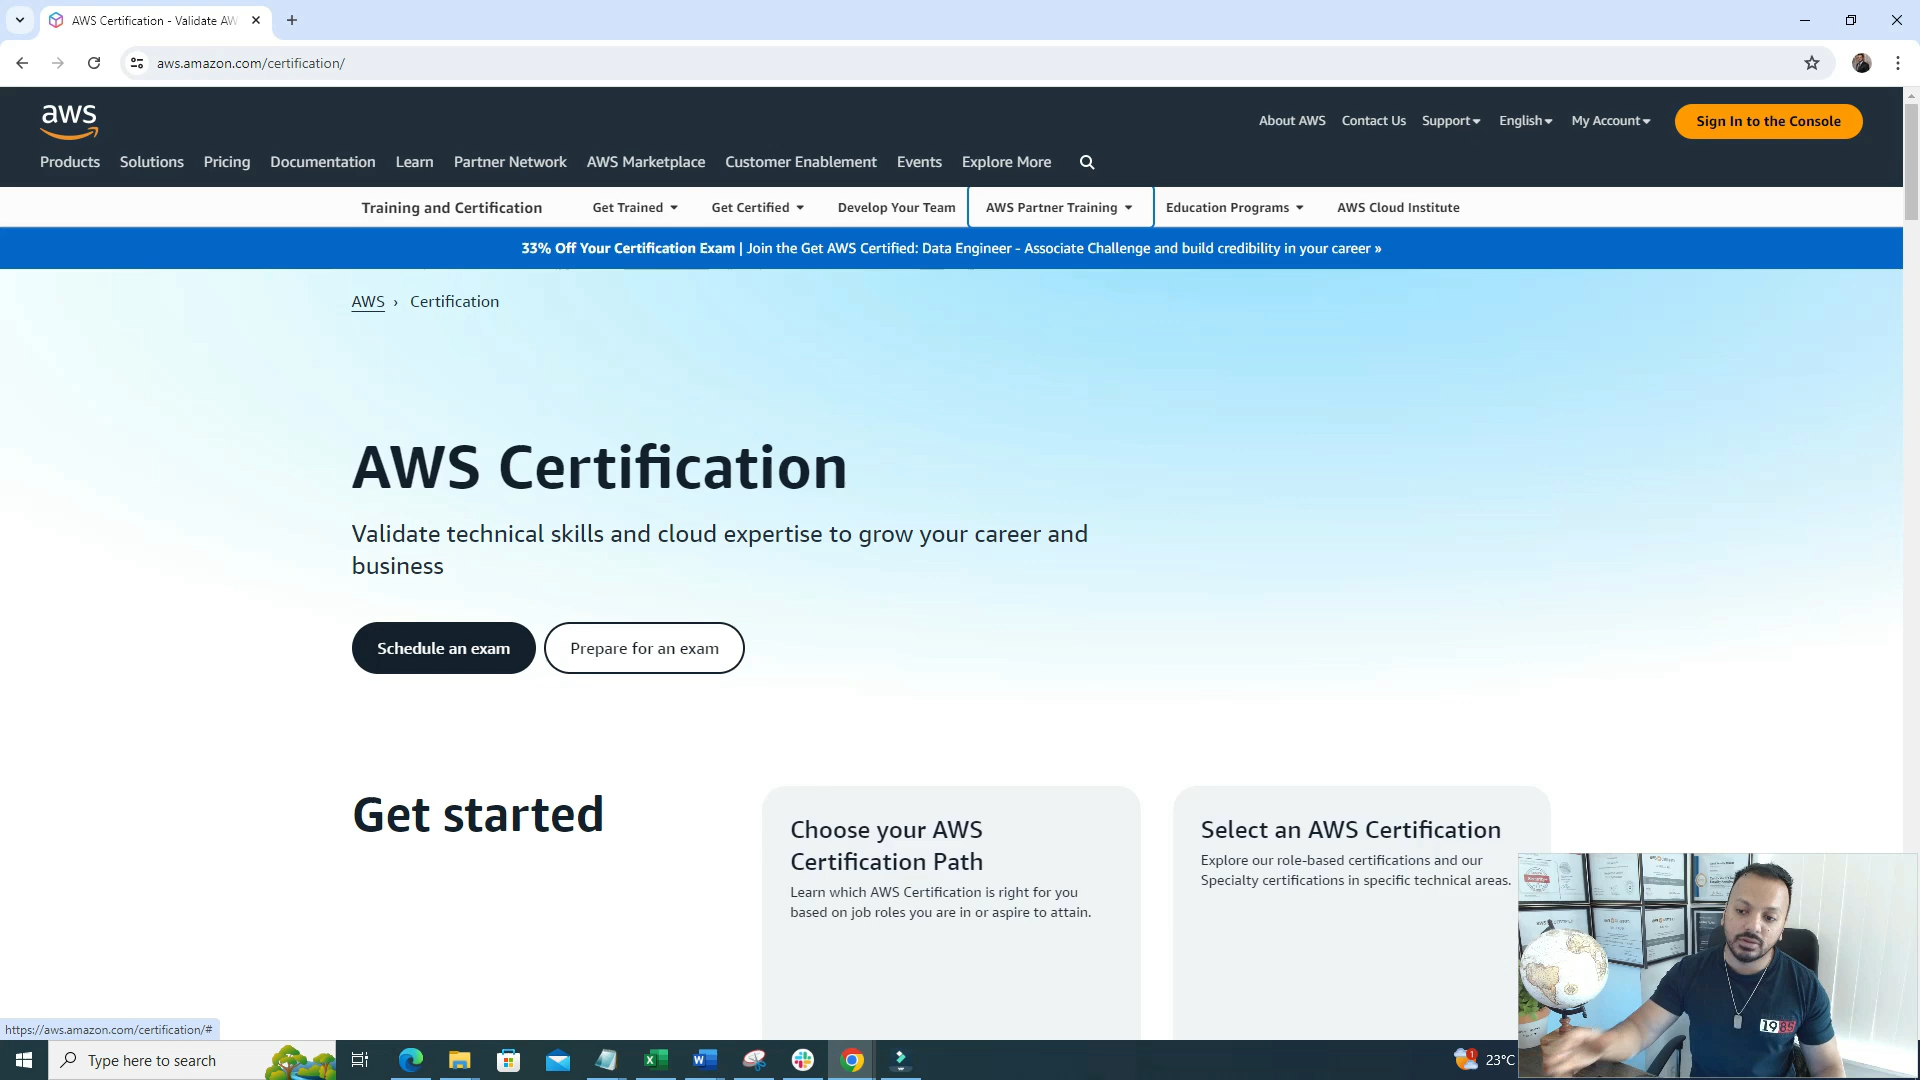 AWS Certification - Validate AW
aws.amazon.com/certification/
aws
About AWS Contact Us Support English My Account Sign In to the Console
Products Solutions Pricing Documentation Learn Partner Network AWS Marketplace Customer Enablement Events Explore More
Training and Certification Get Trained Get Certified Develop Your Team AWS Partner Training Education Programs AWS Cloud Institute
33% Off Your Certification Exam | Join the Get AWS Certified: Data Engineer - Associate Challenge and build credibility in your career »
AWS › Certification
AWS Certification
Validate technical skills and cloud expertise to grow your career and
business
Schedule an exam
Prepare for an exam
Get started
Choose your AWS
Certification Path
Learn which AWS Certification is right for you
based on job roles you are in or aspire to attain.
Select an AWS Certification
Explore our role-based certifications and our
Specialty certifications in specific technical areas.
1985
https://aws.amazon.com/certification/#
Type here to search
1
23°C